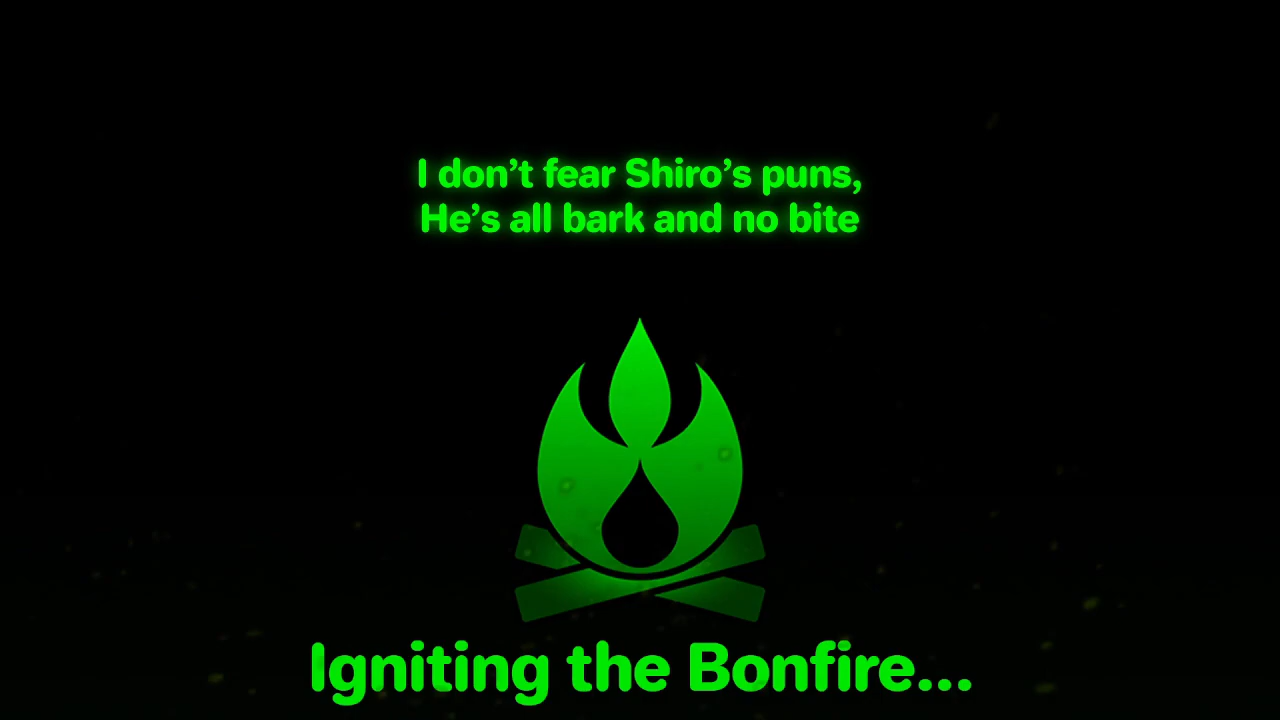 I don’t fear Shiro’s puns,
He’s all bark and no bite
Igniting the Bonfire...